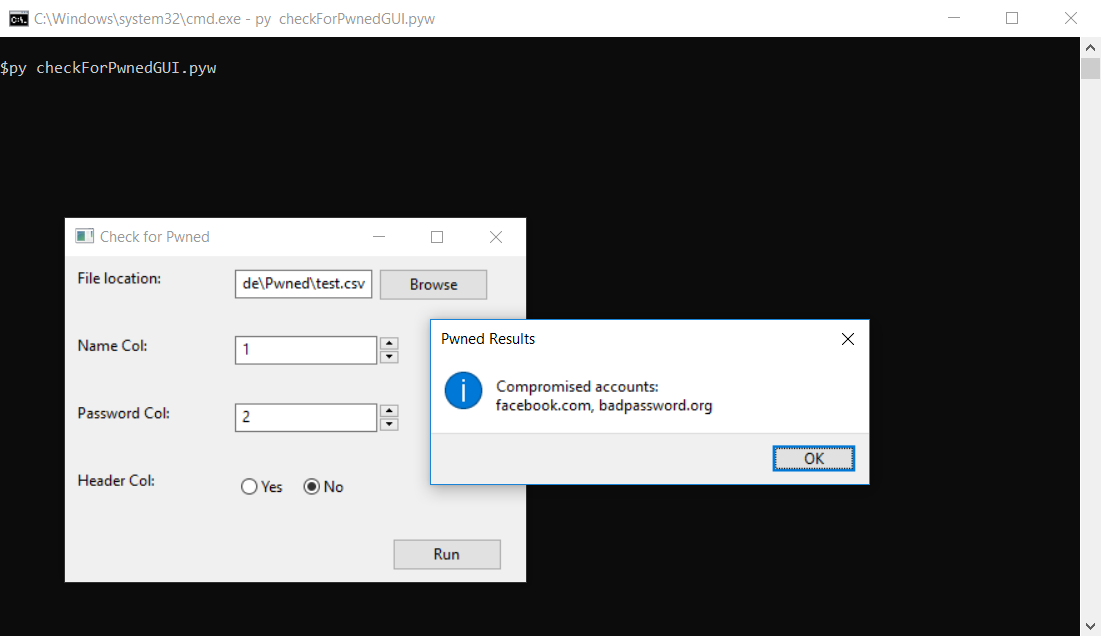 C:\Windows\system32\cmd.exe - py  checkForPwnedGUI.pyw
$py checkForPwnedGUI.pyw
Check for Pwned
File location:
de\Pwned\test.csv
Browse
Name Col:
1
Password Col:
2
Header Col:
Yes
No
Run
Pwned Results
Compromised accounts:
facebook.com, badpassword.org
OK